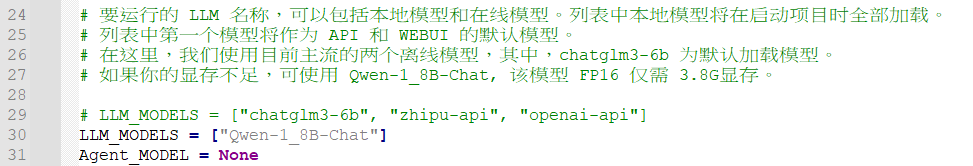 24 # 要运行的 LLM 名称，可以包括本地模型和在线模型。列表中本地模型将在启动项目时全部加载。
25 # 列表中第一个模型将作为 API 和 WEBUI 的默认模型。
26 # 在这里，我们使用目前主流的两个离线模型，其中，chatglm3-6b 为默认加载模型。
27 # 如果你的显存不足，可使用 Qwen-1_8B-Chat, 该模型 FP16 仅需 3.8G显存。
28
29 # LLM_MODELS = ["chatglm3-6b", "zhipu-api", "openai-api"]
30 LLM_MODELS = ["Qwen-1_8B-Chat"]
31 Agent_MODEL = None